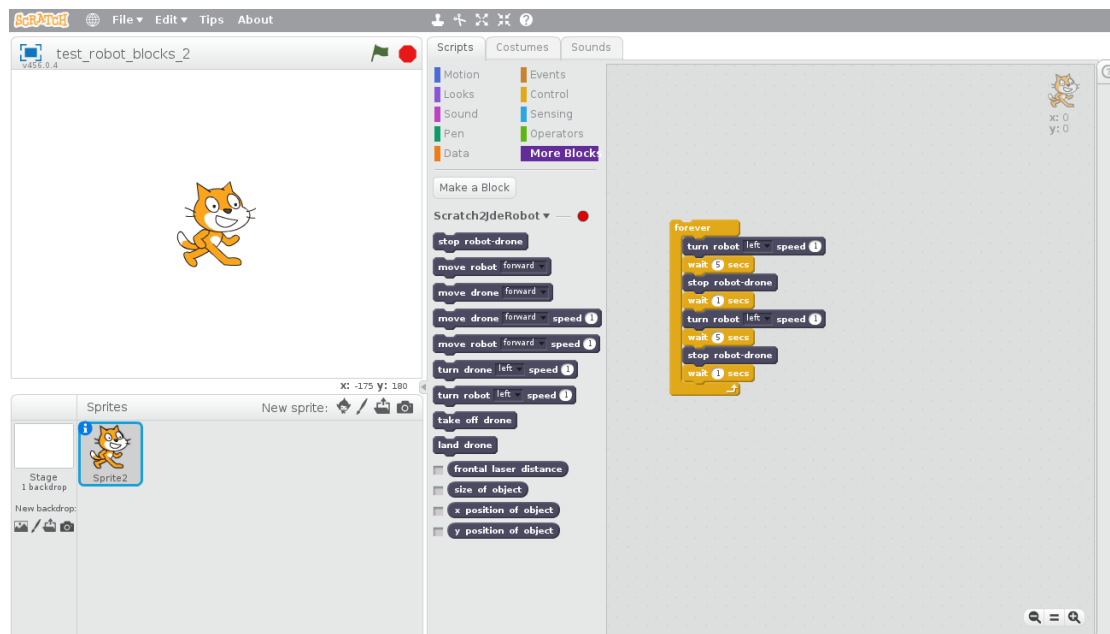 SCRATCH File Edit Tips About
v456.0.4
test_robot_blocks_2
X: -175 Y: 180
Sprites
New sprite:
Stage
1 backdrop
New backdrop:
Sprite2
Scripts Costumes Sounds
Motion Events
Looks Control
Sound Sensing
Pen Operators
Data More Blocks
Make a Block
Scratch2JdeRobot
stop robot-drone
move robot forward
move drone forward
move drone forward speed 1
move robot forward speed 1
turn drone left speed 1
turn robot left speed 1
take off drone
land drone
frontal laser distance
size of object
x position of object
y position of object
forever
turn robot left speed 1
wait 5 secs
stop robot-drone
wait 1 secs
turn robot left speed 1
wait 5 secs
stop robot-drone
wait 1 secs
x: 0
y: 0